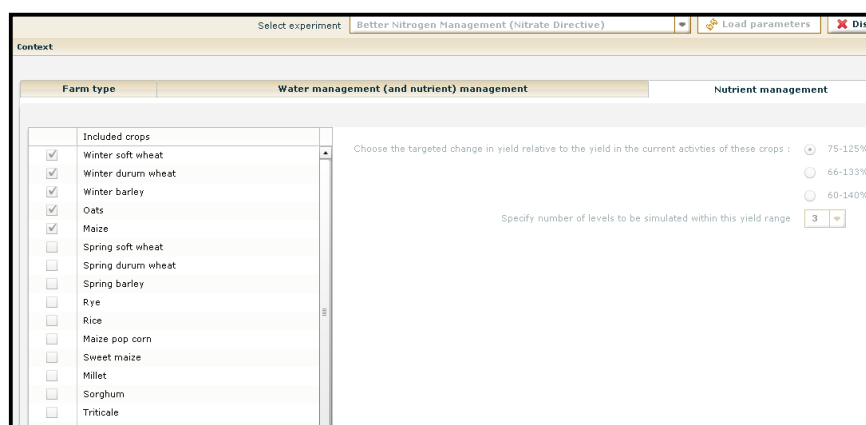 Select experiment Better Nitrogen Management (Nitrate Directive) Load parameters
Context
Farm type Water management (and nutrient) management Nutrient management
Included crops
Winter soft wheat
Choose the targeted change in yield relative to the yield in the current activties of these crops : 75-125%
Winter durum wheat
66-133%
Winter barley
60-140%
Oats
Specify number of levels to be simulated within this yield range 3
Maize
Spring soft wheat
Spring durum wheat
Spring barley
Rye
Rice
Maize pop corn
Sweet maize
Millet
Sorghum
Triticale